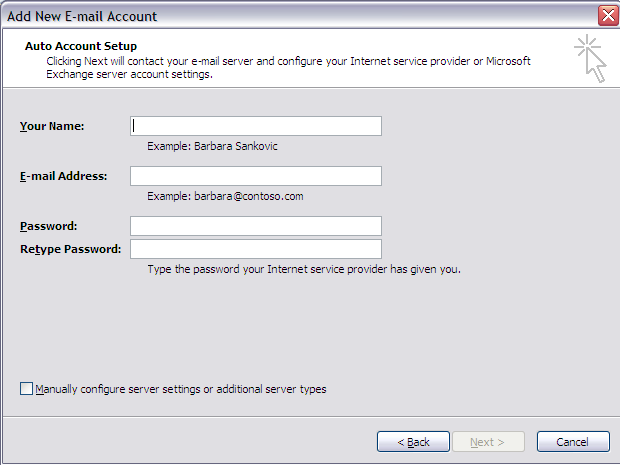 Add New E-mail Account
Auto Account Setup
Clicking Next will contact your e-mail server and configure your Internet service provider or Microsoft
Exchange server account settings.
Your Name:
Example: Barbara Sankovic
E-mail Address:
Example: barbara@contoso.com
Password:
Retype Password:
Type the password your Internet service provider has given you.
Manually configure server settings or additional server types
< Back Next > Cancel